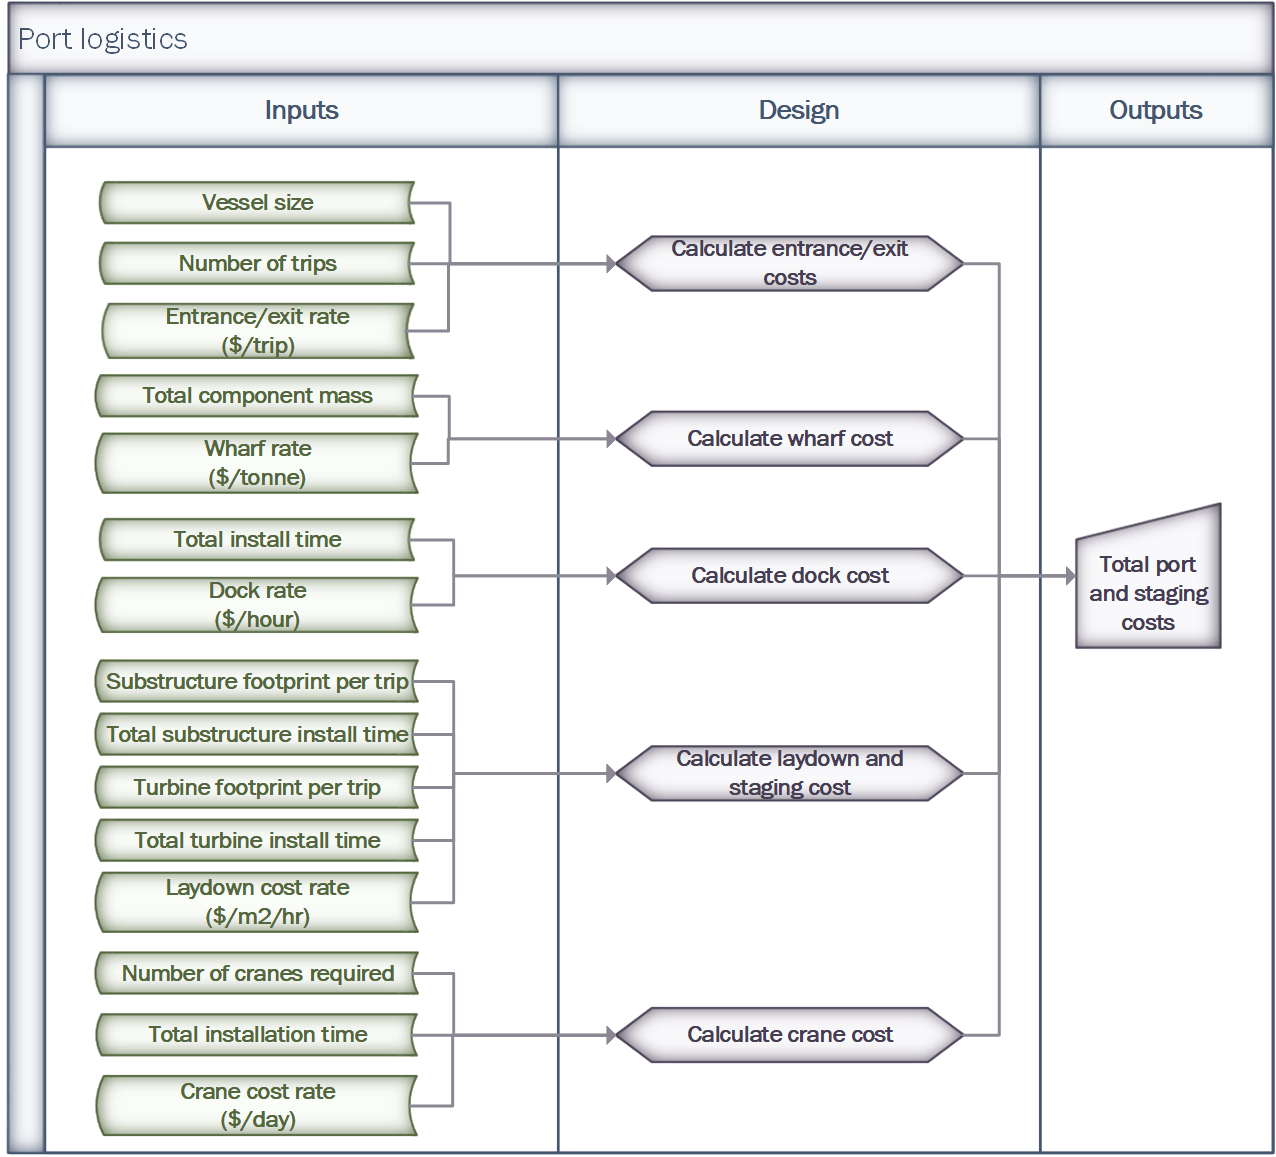 Port logistics
Inputs
Design
Outputs
Vessel size
Number of trips
Entrance/exit rate
($/trip)
Calculate entrance/exit
costs
Total component mass
Wharf rate
($/tonne)
Calculate wharf cost
Total install time
Dock rate
($/hour)
Calculate dock cost
Substructure footprint per trip
Total substructure install time
Turbine footprint per trip
Total turbine install time
Laydown cost rate
($/m2/hr)
Calculate laydown and
staging cost
Number of cranes required
Total installation time
Crane cost rate
($/day)
Calculate crane cost
Total port
and staging
costs